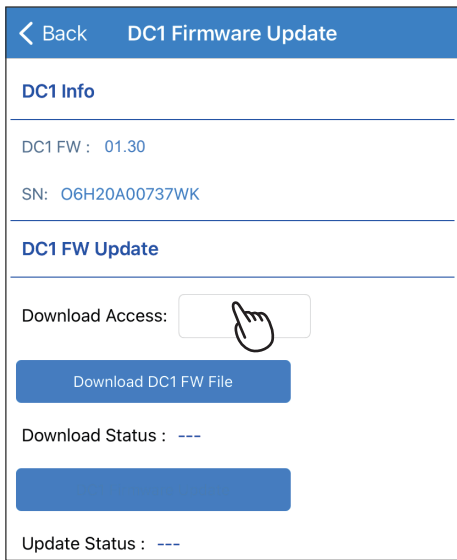 Back DC1 Firmware Update
DC1 Info
DC1 FW : 01.30
SN: O6H20A00737WK
DC1 FW Update
Download Access:
Download DC1 FW File
Download Status : ---
Update Status : ---